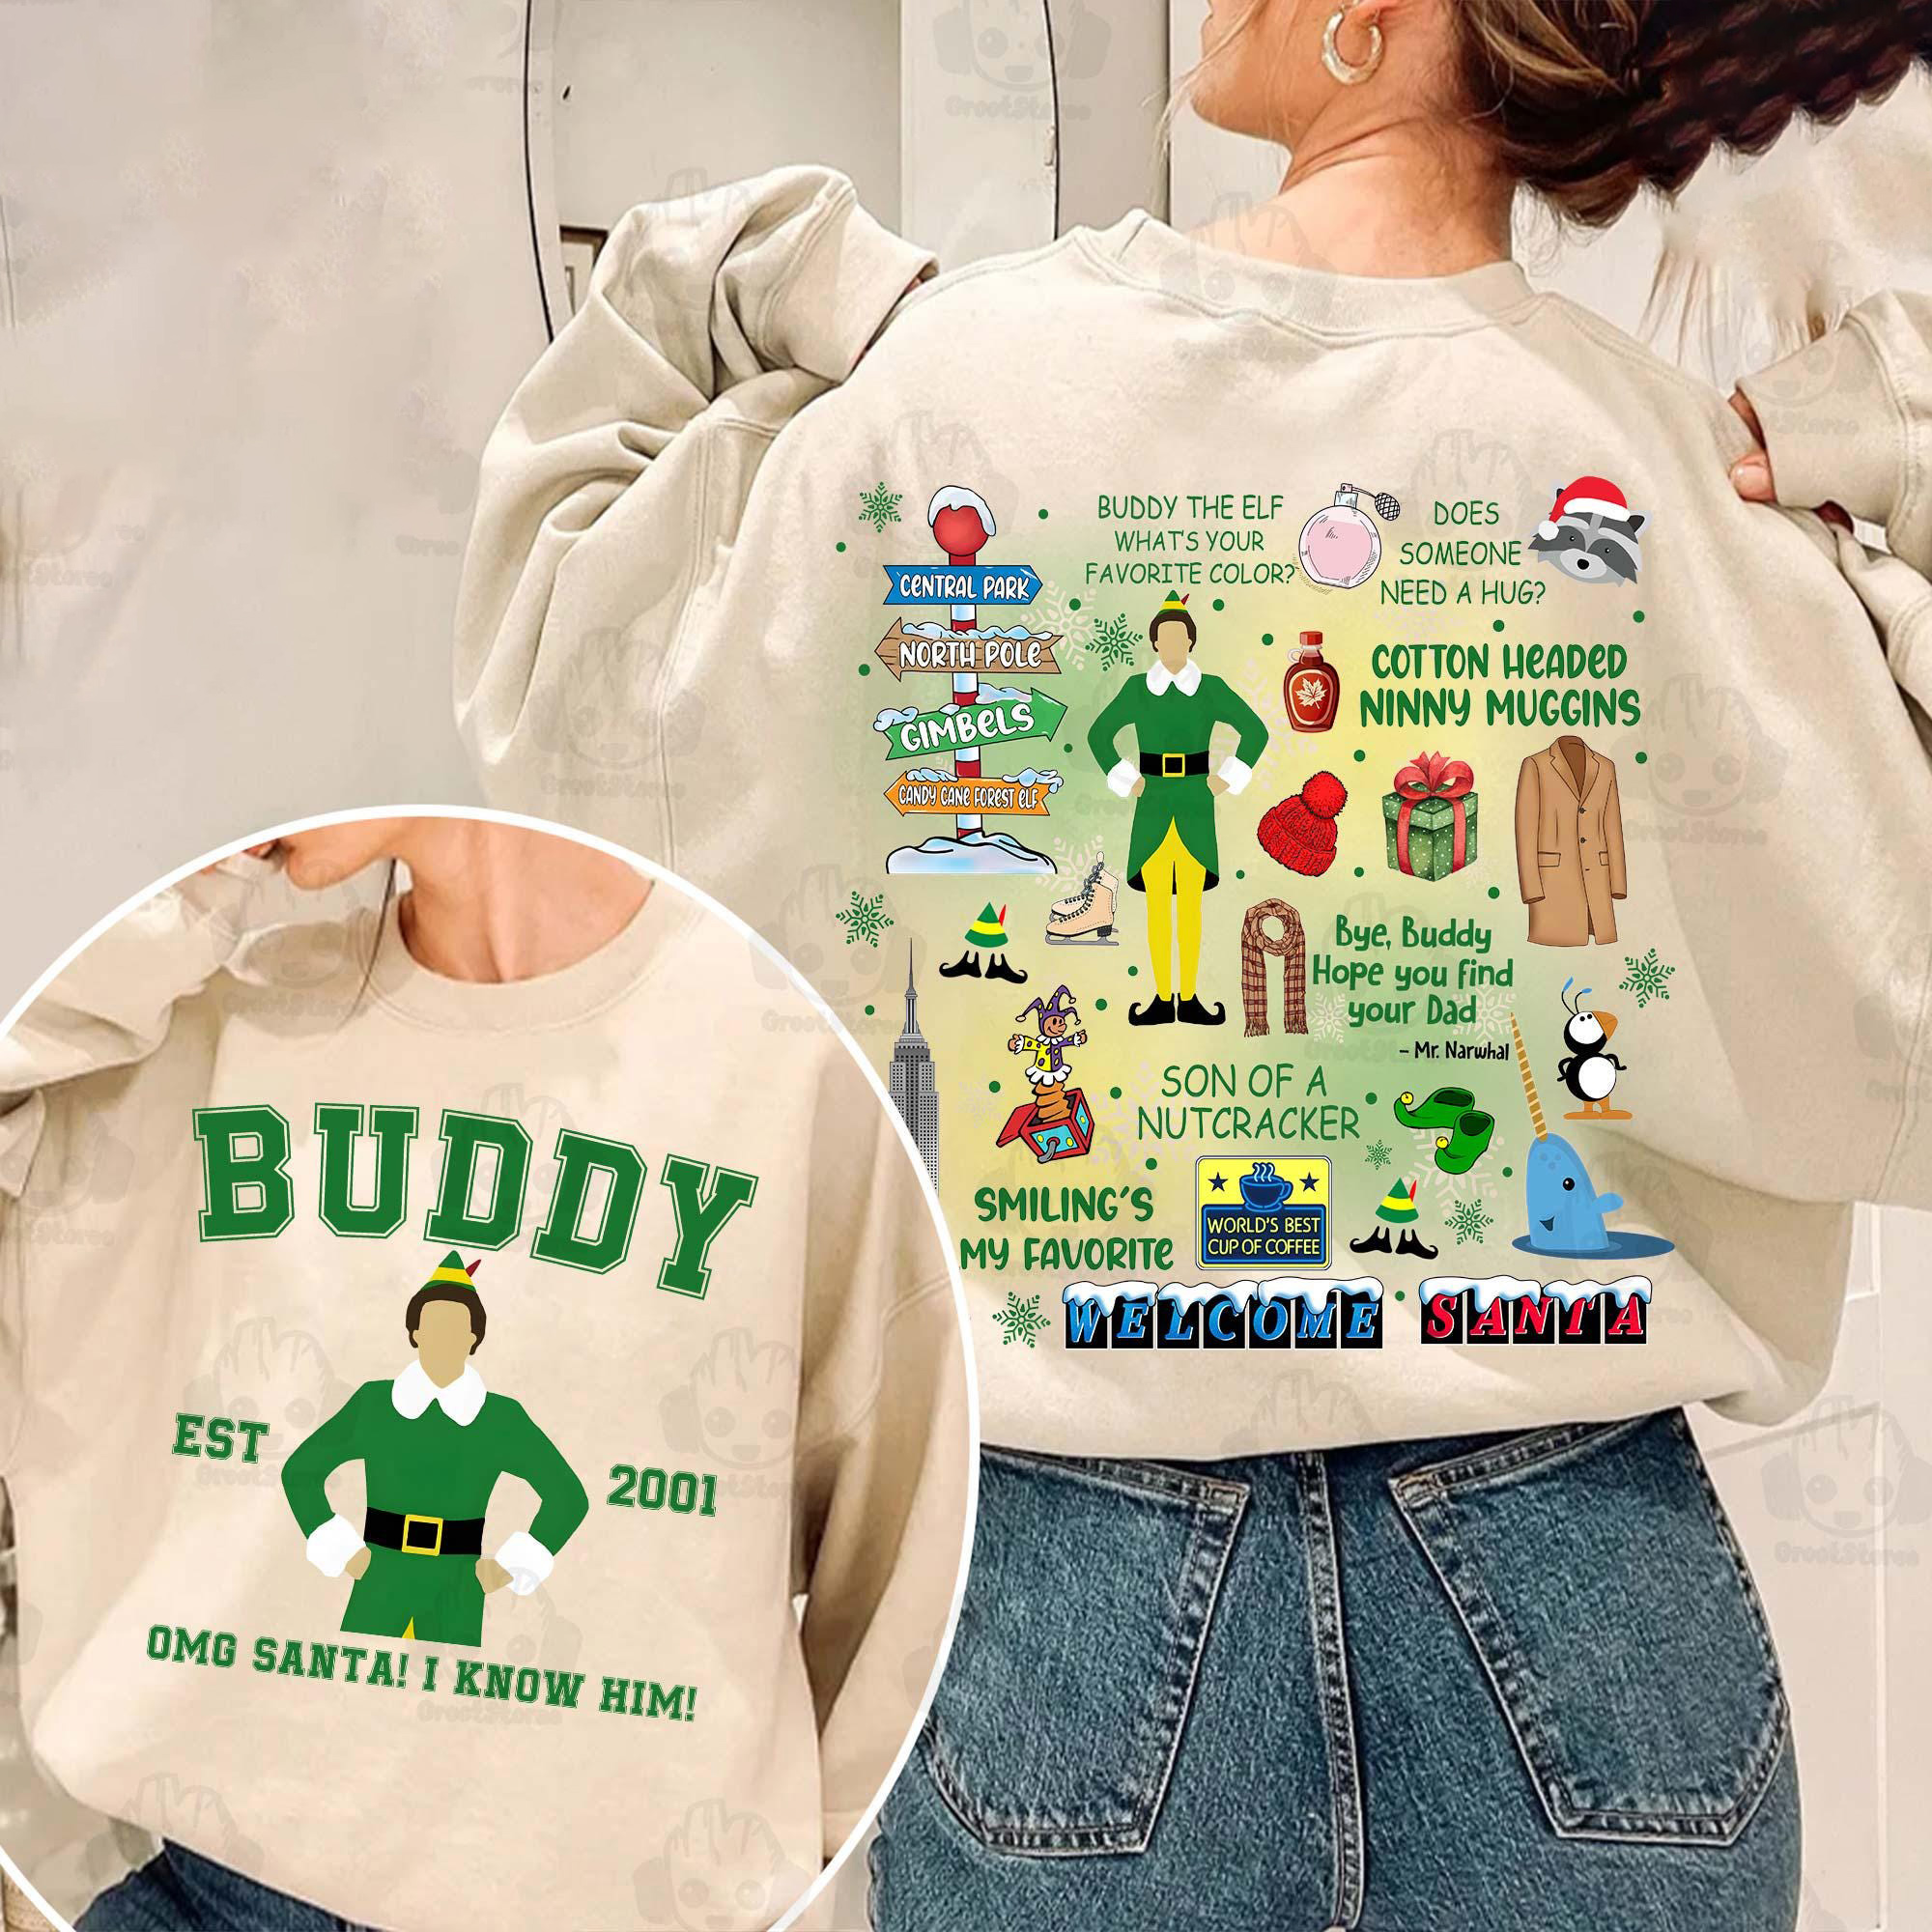 BUDDY THE ELF
WHAT'S YOUR
FAVORITE COLOR?
DOES
SOMEONE
NEED A HUG?
CENTRAL PARK
NORTH POLE
GIMBELS
CANDY CANE FOREST ELF
COTTON HEADED
NINNY MUGGINS
Bye, Buddy
Hope you find
your Dad
- Mr. Narwhal
SON OF A
NUTCRACKER
SMILING'S
MY FAVORITE
WORLD'S BEST
CUP OF COFFEE
WELCOME SANTA
BUDDY
EST
2001
OMG SANTA! I KNOW HIM!
GrootStoree